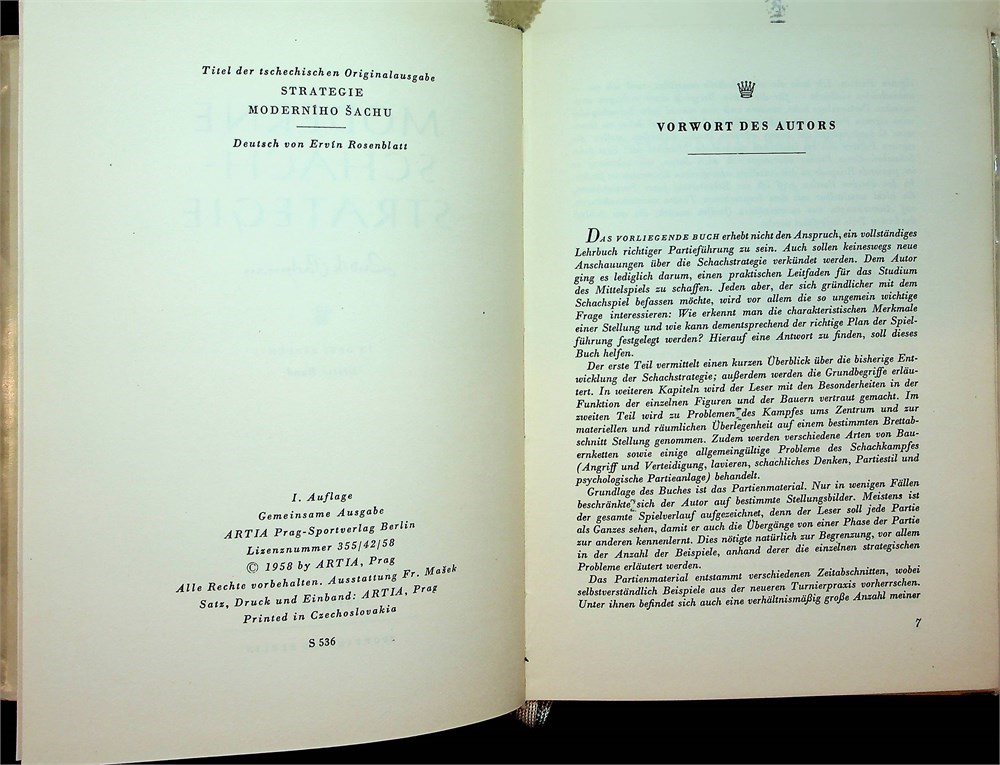 Titel der tschechischen Originalausgabe
STRATEGIE
MODERNÍHO ŠACHU
Deutsch von Ervín Rosenblatt
I. Auflage
Gemeinsame Ausgabe
ARTIA Prag-Sportverlag Berlin
Lizenznummer 355/42/58
© 1958 by ARTIA, Prag
Alle Rechte vorbehalten. Ausstattung Fr. Mašek
Satz, Druck und Einband: ARTIA, Prag
Printed in Czechoslovakia
S 536
VORWORT DES AUTORS
DAS VORLIEGENDE BUCH erhebt nicht den Anspruch, ein vollständiges
Lehrbuch richtiger Partieführung zu sein. Auch sollen keineswegs neue
Anschauungen über die Schachstrategie verkündet werden. Dem Autor
ging es lediglich darum, einen praktischen Leitfaden für das Studium
des Mittelspiels zu schaffen. Jeden aber, der sich gründlicher mit dem
Schachspiel befassen möchte, wird vor allem die so ungemein wichtige
Frage interessieren: Wie erkennt man die charakteristischen Merkmale
einer Stellung und wie kann dementsprechend der richtige Plan der Spiel-
führung festgelegt werden? Hierauf eine Antwort zu finden, soll dieses
Buch helfen.
Der erste Teil vermittelt einen kurzen Überblick über die bisherige Ent-
wicklung der Schachstrategie; außerdem werden die Grundbegriffe erläu-
tert. In weiteren Kapiteln wird der Leser mit den Besonderheiten in der
Funktion der einzelnen Figuren und der Bauern vertraut gemacht. Im
zweiten Teil wird zu Problemen des Kampfes ums Zentrum und zur
materiellen und räumlichen Überlegenheit auf einem bestimmten Brettab-
schnitt Stellung genommen. Zudem werden verschiedene Arten von Bau-
ernketten sowie einige allgemeingültige Probleme des Schachkampfes
(Angriff und Verteidigung, lavieren, schachliches Denken, Partiestil und
psychologische Partieanlage) behandelt.
Grundlage des Buches ist das Partienmaterial. Nur in wenigen Fällen
beschränkte sich der Autor auf bestimmte Stellungsbilder. Meistens ist
der gesamte Spielverlauf aufgezeichnet, denn der Leser soll jede Partie
als Ganzes sehen, damit er auch die Übergänge von einer Phase der Partie
zur anderen kennenlernt. Dies nötigte natürlich zur Begrenzung, vor allem
in der Anzahl der Beispiele, anhand derer die einzelnen strategischen
Probleme erläutert werden.
Das Partienmaterial entstammt verschiedenen Zeitabschnitten, wobei
selbstverständlich Beispiele aus der neueren Turnierpraxis vorherrschen.
Unter ihnen befindet sich auch eine verhältnismäßig große Anzahl meiner
7